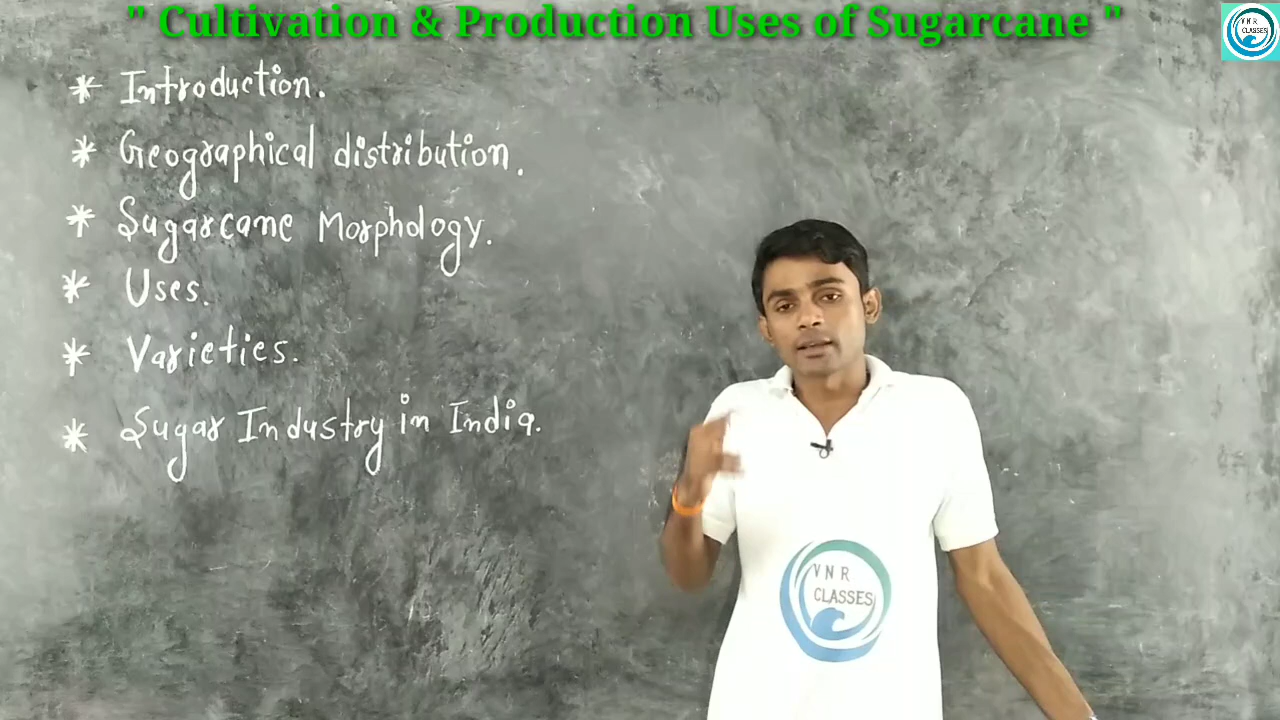 " Cultivation & Production Uses of Sugarcane "
VNR
CLASSES
* Introduction.
* Geographical distribution.
* Sugarcane Morphology.
* Uses.
* Varieties.
* Sugar Industry in India.
VNR
CLASSES